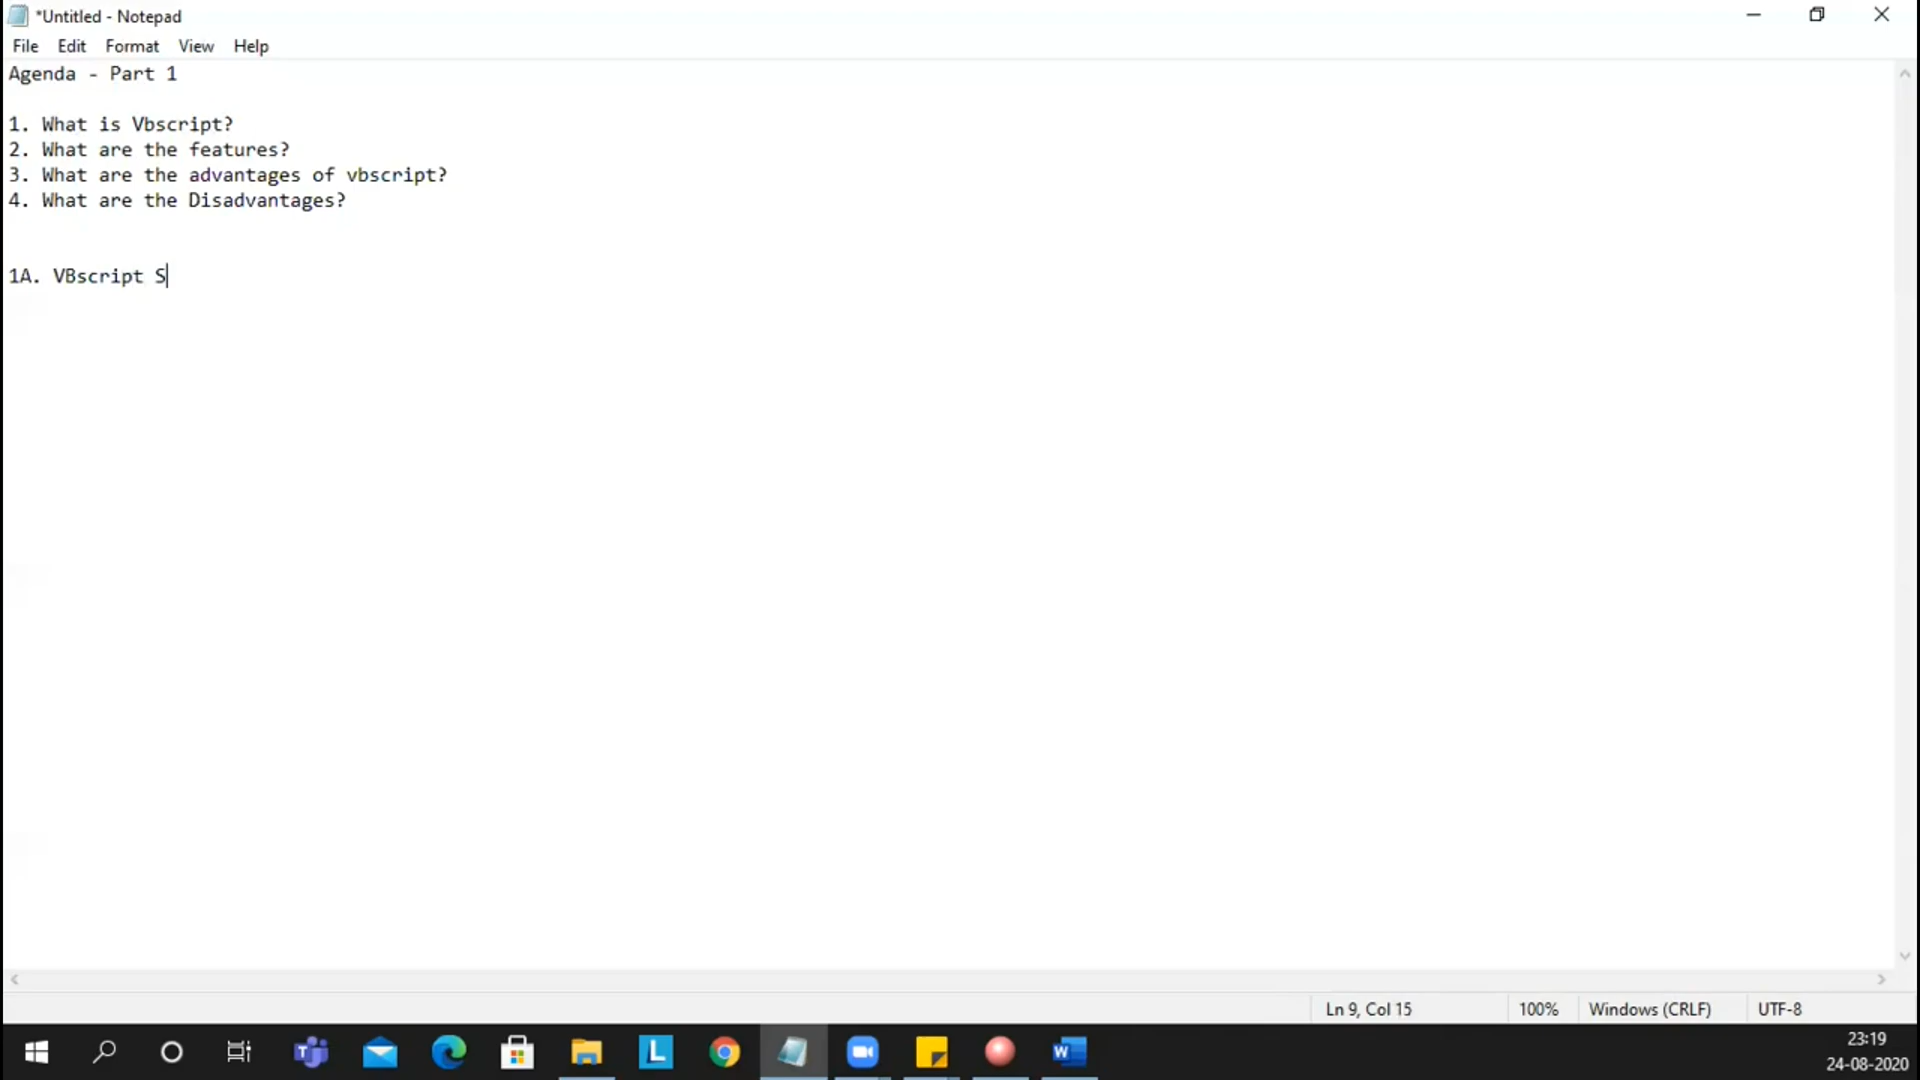 *Untitled - Notepad
File Edit Format View Help
Agenda - Part 1
1. What is Vbscript?
2. What are the features?
3. What are the advantages of vbscript?
4. What are the Disadvantages?
1A. VBscript S
Ln 9, Col 15 100% Windows (CRLF) UTF-8
23:19
24-08-2020